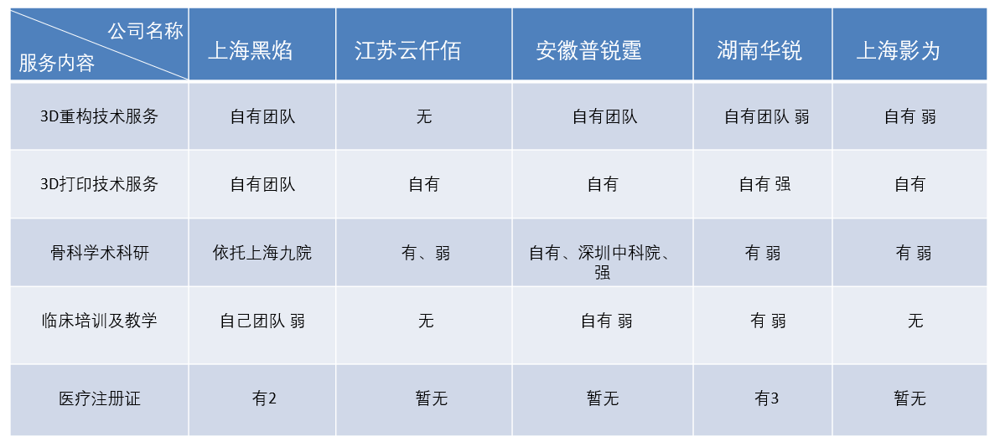 公司名称
服务内容
上海黑焰
江苏云仟佰
安徽普锐霆
湖南华锐
上海影为
3D重构技术服务
自有团队
无
自有团队
自有团队 弱
自有 弱
3D打印技术服务
自有团队
自有
自有
自有 强
自有
骨科学术科研
依托上海九院
有、弱
自有、深圳中科院、
强
有 弱
有 弱
临床培训及教学
自己团队 弱
无
自有 弱
有 弱
无
医疗注册证
有2
暂无
暂无
有3
暂无